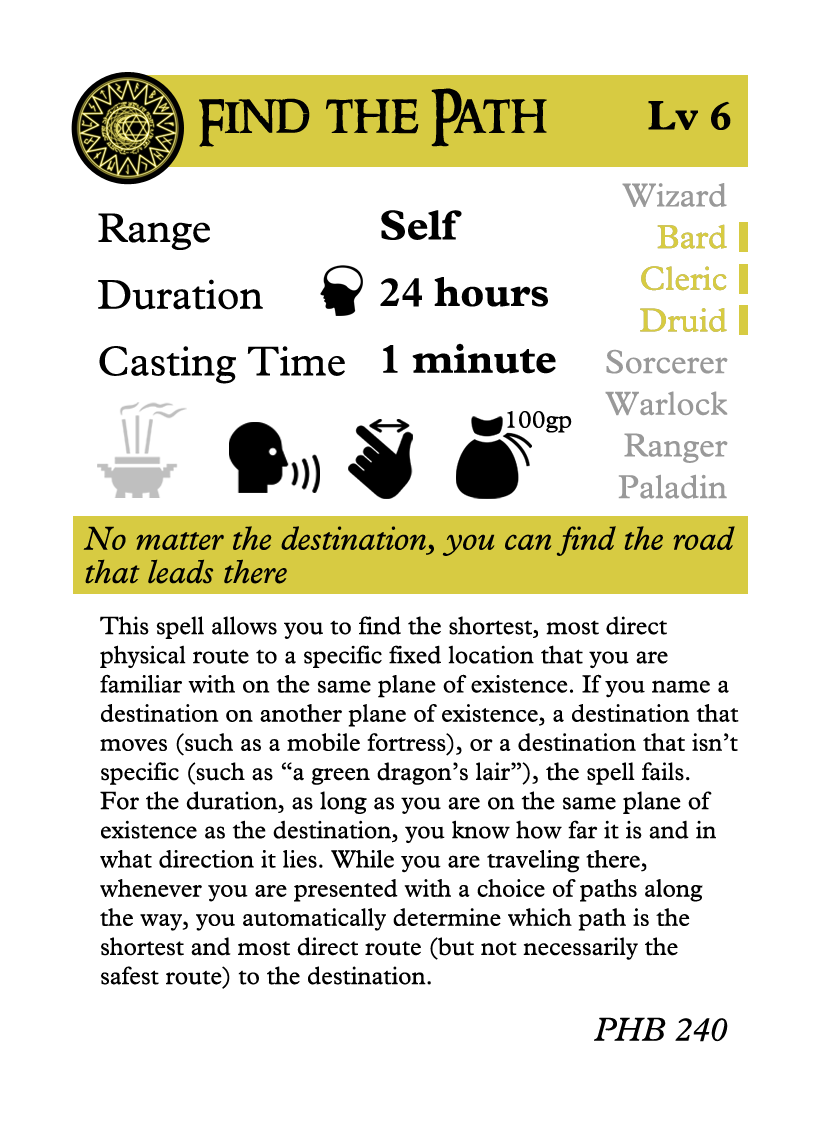 Find the Path
Lv 6
Range Self
Duration 24 hours
Casting Time 1 minute
100gp
Wizard
Bard
Cleric
Druid
Sorcerer
Warlock
Ranger
Paladin
No matter the destination, you can find the road
that leads there
This spell allows you to find the shortest, most direct
physical route to a specific fixed location that you are
familiar with on the same plane of existence. If you name a
destination on another plane of existence, a destination that
moves (such as a mobile fortress), or a destination that isn’t
specific (such as “a green dragon’s lair”), the spell fails.
For the duration, as long as you are on the same plane of
existence as the destination, you know how far it is and in
what direction it lies. While you are traveling there,
whenever you are presented with a choice of paths along
the way, you automatically determine which path is the
shortest and most direct route (but not necessarily the
safest route) to the destination.
PHB 240